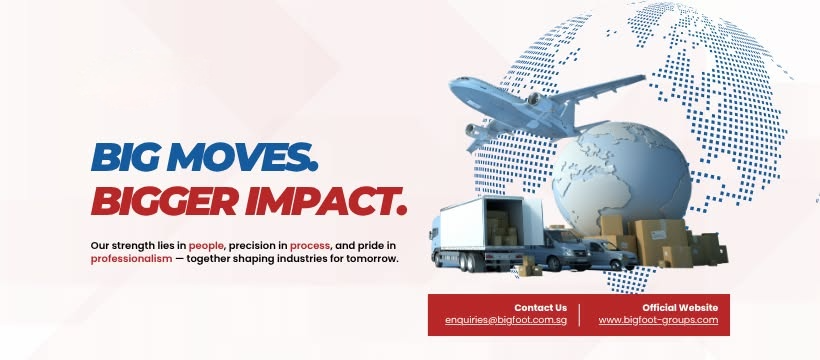 BIG MOVES.
BIGGER IMPACT.
Our strength lies in people, precision in process, and pride in
professionalism — together shaping industries for tomorrow.
Contact Us
enquiries@bigfoot.com.sg
Official Website
www.bigfoot-groups.com